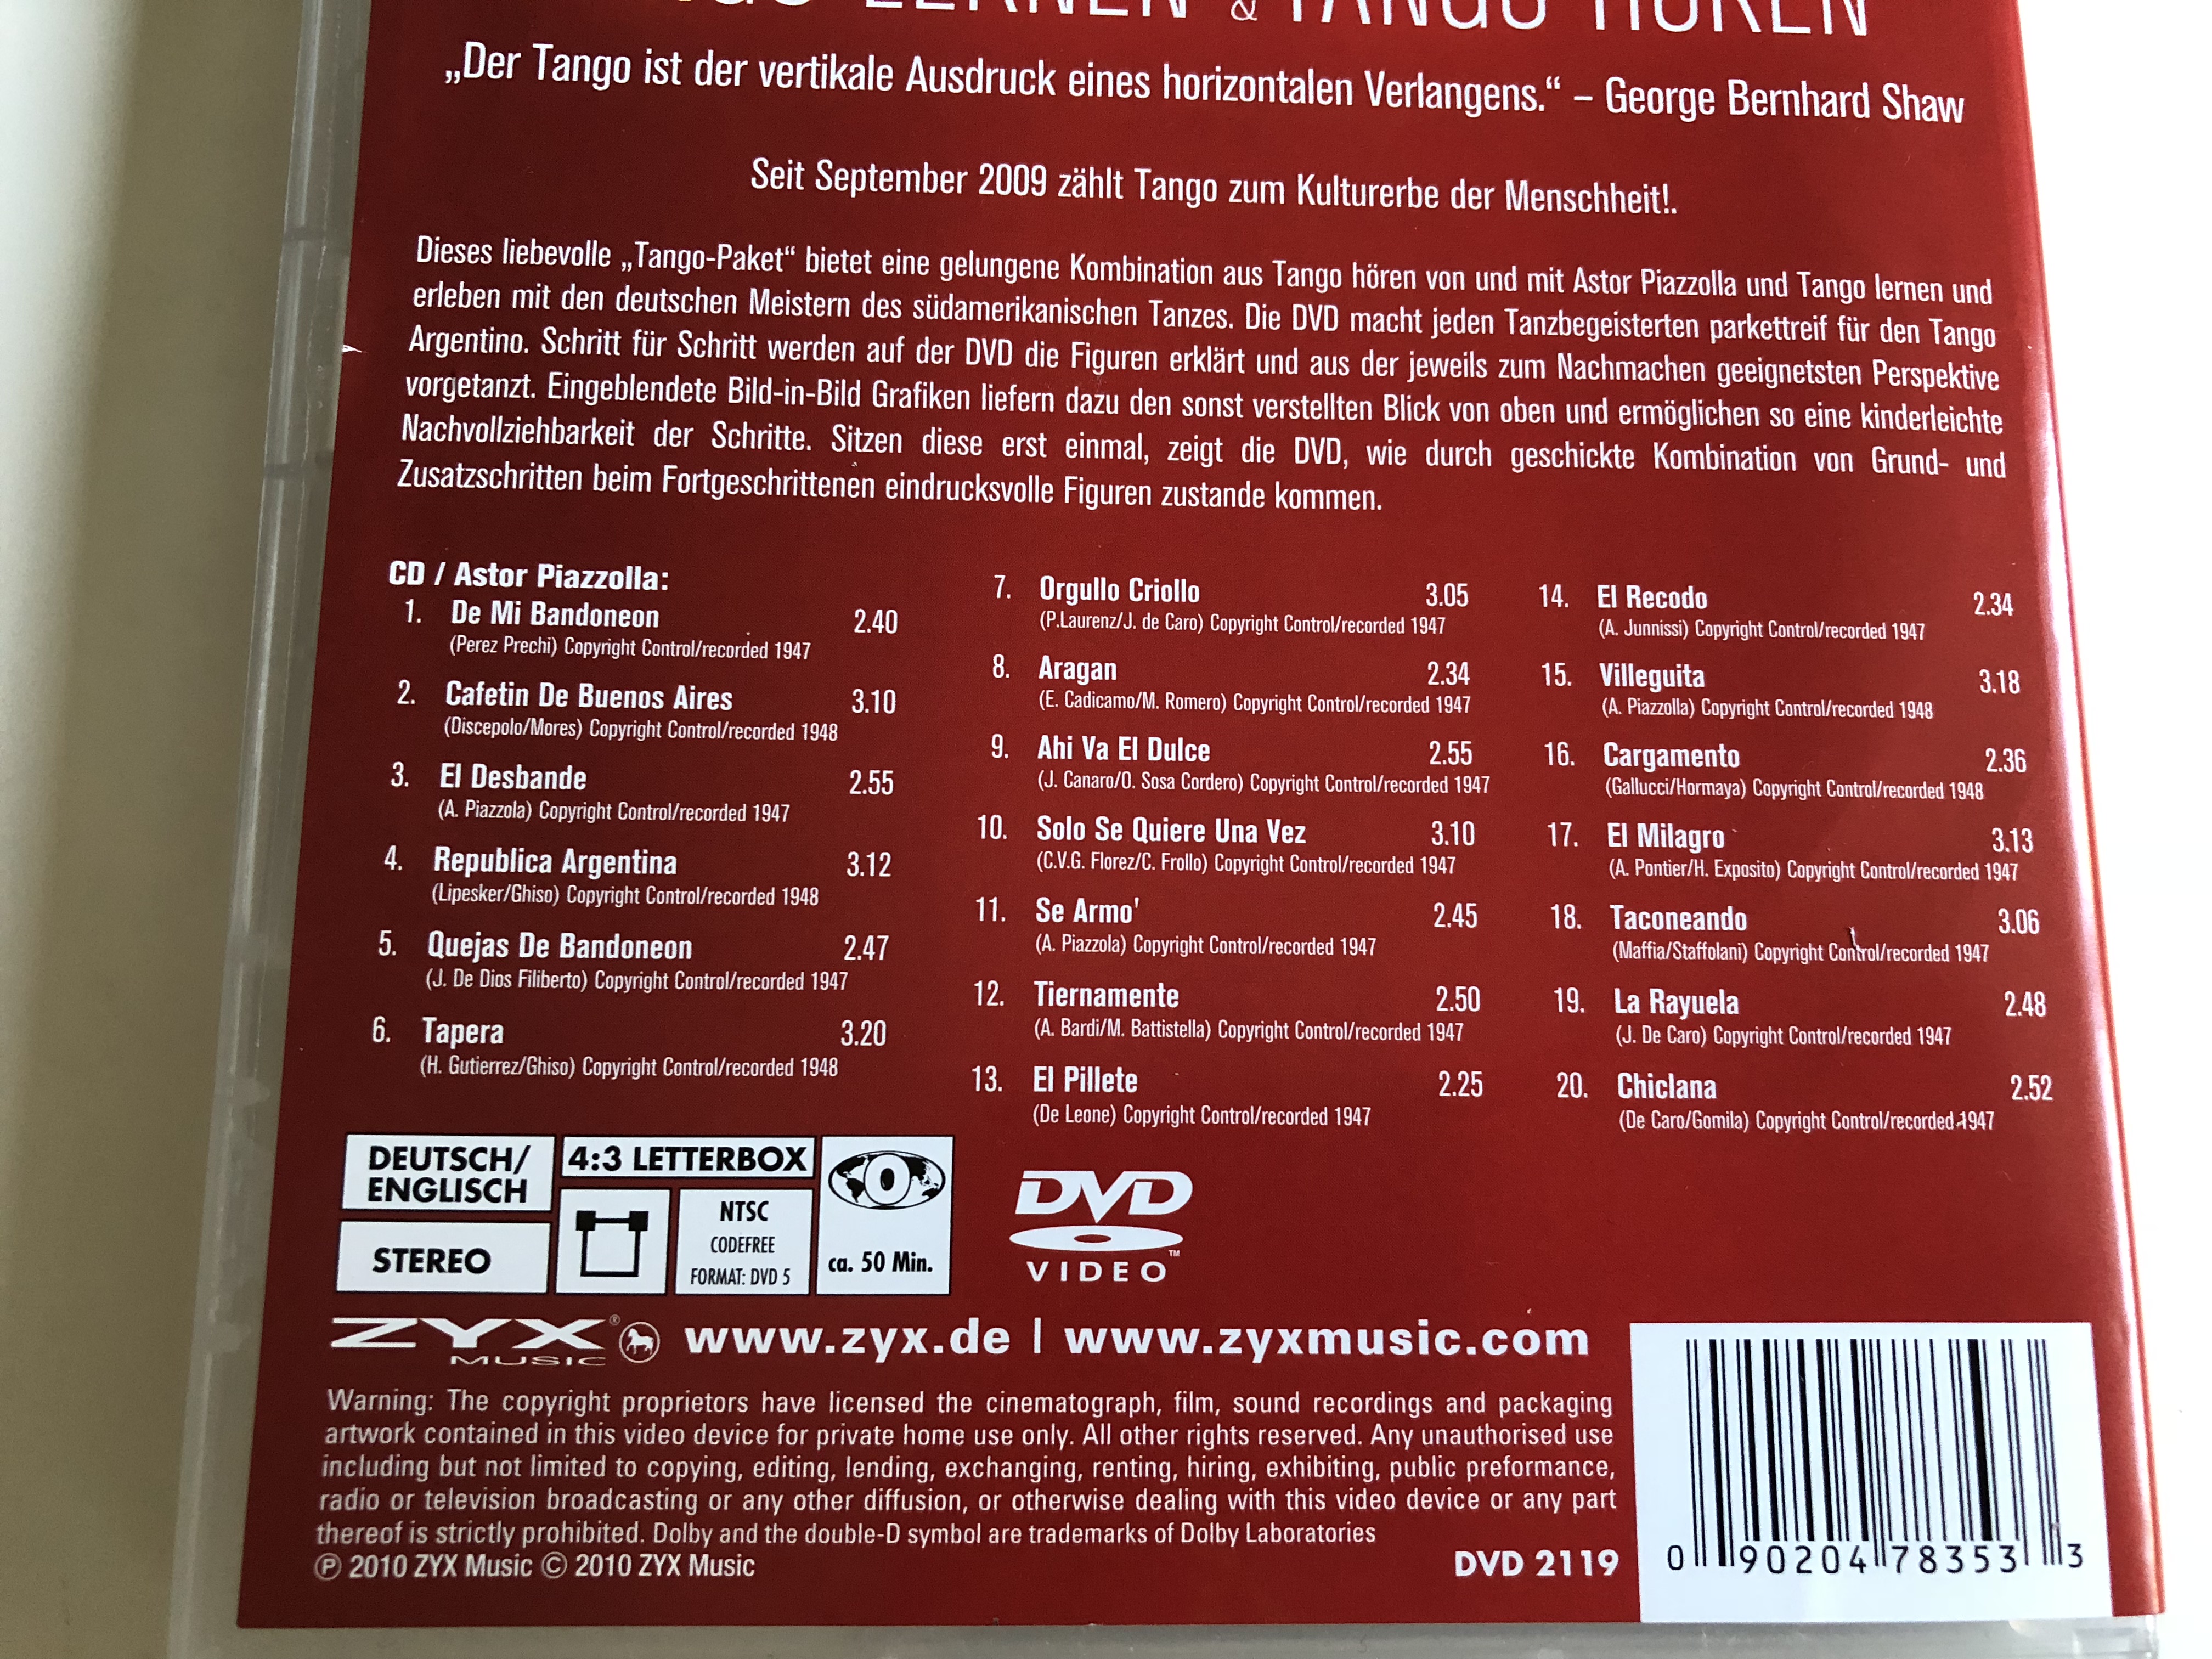 LERNEN & TANGO HÖREN
„Der Tango ist der vertikale Ausdruck eines horizontalen Verlangens.“ – George Bernhard Shaw
Seit September 2009 zählt Tango zum Kulturerbe der Menschheit!.
Dieses liebevolle „Tango-Paket“ bietet eine gelungene Kombination aus Tango hören von und mit Astor Piazzolla und Tango lernen und
erleben mit den deutschen Meistern des südamerikanischen Tanzes. Die DVD macht jeden Tanzbegeisterten parkettreif für den Tango
Argentino. Schritt für Schritt werden auf der DVD die Figuren erklärt und aus der jeweils zum Nachmachen geeignetsten Perspektive
vorgetanzt. Eingeblendete Bild-in-Bild Grafiken liefern dazu den sonst verstellten Blick von oben und ermöglichen so eine kinderleichte
Nachvollziehbarkeit der Schritte. Sitzen diese erst einmal, zeigt die DVD, wie durch geschickte Kombination von Grund- und
Zusatzschritten beim Fortgeschrittenen eindrucksvolle Figuren zustande kommen.
CD / Astor Piazzolla:
1. De Mi Bandoneon 2.40
(Perez Prechi) Copyright Control/recorded 1947
2. Cafetin De Buenos Aires 3.10
(Discepolo/Mores) Copyright Control/recorded 1948
3. El Desbande 2.55
(A. Piazzola) Copyright Control/recorded 1947
4. Republica Argentina 3.12
(Lipesker/Ghiso) Copyright Control/recorded 1948
5. Quejas De Bandoneon 2.47
(J. De Dios Filiberto) Copyright Control/recorded 1947
6. Tapera 3.20
(H. Gutierrez/Ghiso) Copyright Control/recorded 1948
7. Orgullo Criollo 3.05
(P.Laurenz/J. de Caro) Copyright Control/recorded 1947
8. Aragan 2.34
(E. Cadicamo/M. Romero) Copyright Control/recorded 1947
9. Ahi Va El Dulce 2.55
(J. Canaro/O. Sosa Cordero) Copyright Control/recorded 1947
10. Solo Se Quiere Una Vez 3.10
(C.V.G. Florez/C. Frollo) Copyright Control/recorded 1947
11. Se Armo' 2.45
(A. Piazzola) Copyright Control/recorded 1947
12. Tiernamente 2.50
(A. Bardi/M. Battistella) Copyright Control/recorded 1947
13. El Pillete 2.25
(De Leone) Copyright Control/recorded 1947
14. El Recodo 2.34
(A. Junnissi) Copyright Control/recorded 1947
15. Villeguita 3.18
(A. Piazzolla) Copyright Control/recorded 1948
16. Cargamento 2.36
(Gallucci/Hormaya) Copyright Control/recorded 1948
17. El Milagro 3.13
(A. Pontier/H. Exposito) Copyright Control/recorded 1947
18. Taconeando 3.06
(Maffia/Staffolani) Copyright Control/recorded 1947
19. La Rayuela 2.48
(J. De Caro) Copyright Control/recorded 1947
20. Chiclana 2.52
(De Caro/Gomila) Copyright Control/recorded 1947
DEUTSCH/
ENGLISCH
STEREO
4:3 LETTERBOX
NTSC
CODEFREE
FORMAT: DVD 5
0
ca. 50 Min.
DVD
VIDEO™
ZYX®
MUSIC
www.zyx.de | www.zyxmusic.com
Warning: The copyright proprietors have licensed the cinematograph, film, sound recordings and packaging
artwork contained in this video device for private home use only. All other rights reserved. Any unauthorised use
including but not limited to copying, editing, lending, exchanging, renting, hiring, exhibiting, public preformance,
radio or television broadcasting or any other diffusion, or otherwise dealing with this video device or any part
thereof is strictly prohibited. Dolby and the double-D symbol are trademarks of Dolby Laboratories
℗ 2010 ZYX Music © 2010 ZYX Music
DVD 2119
0 90204 78353 3